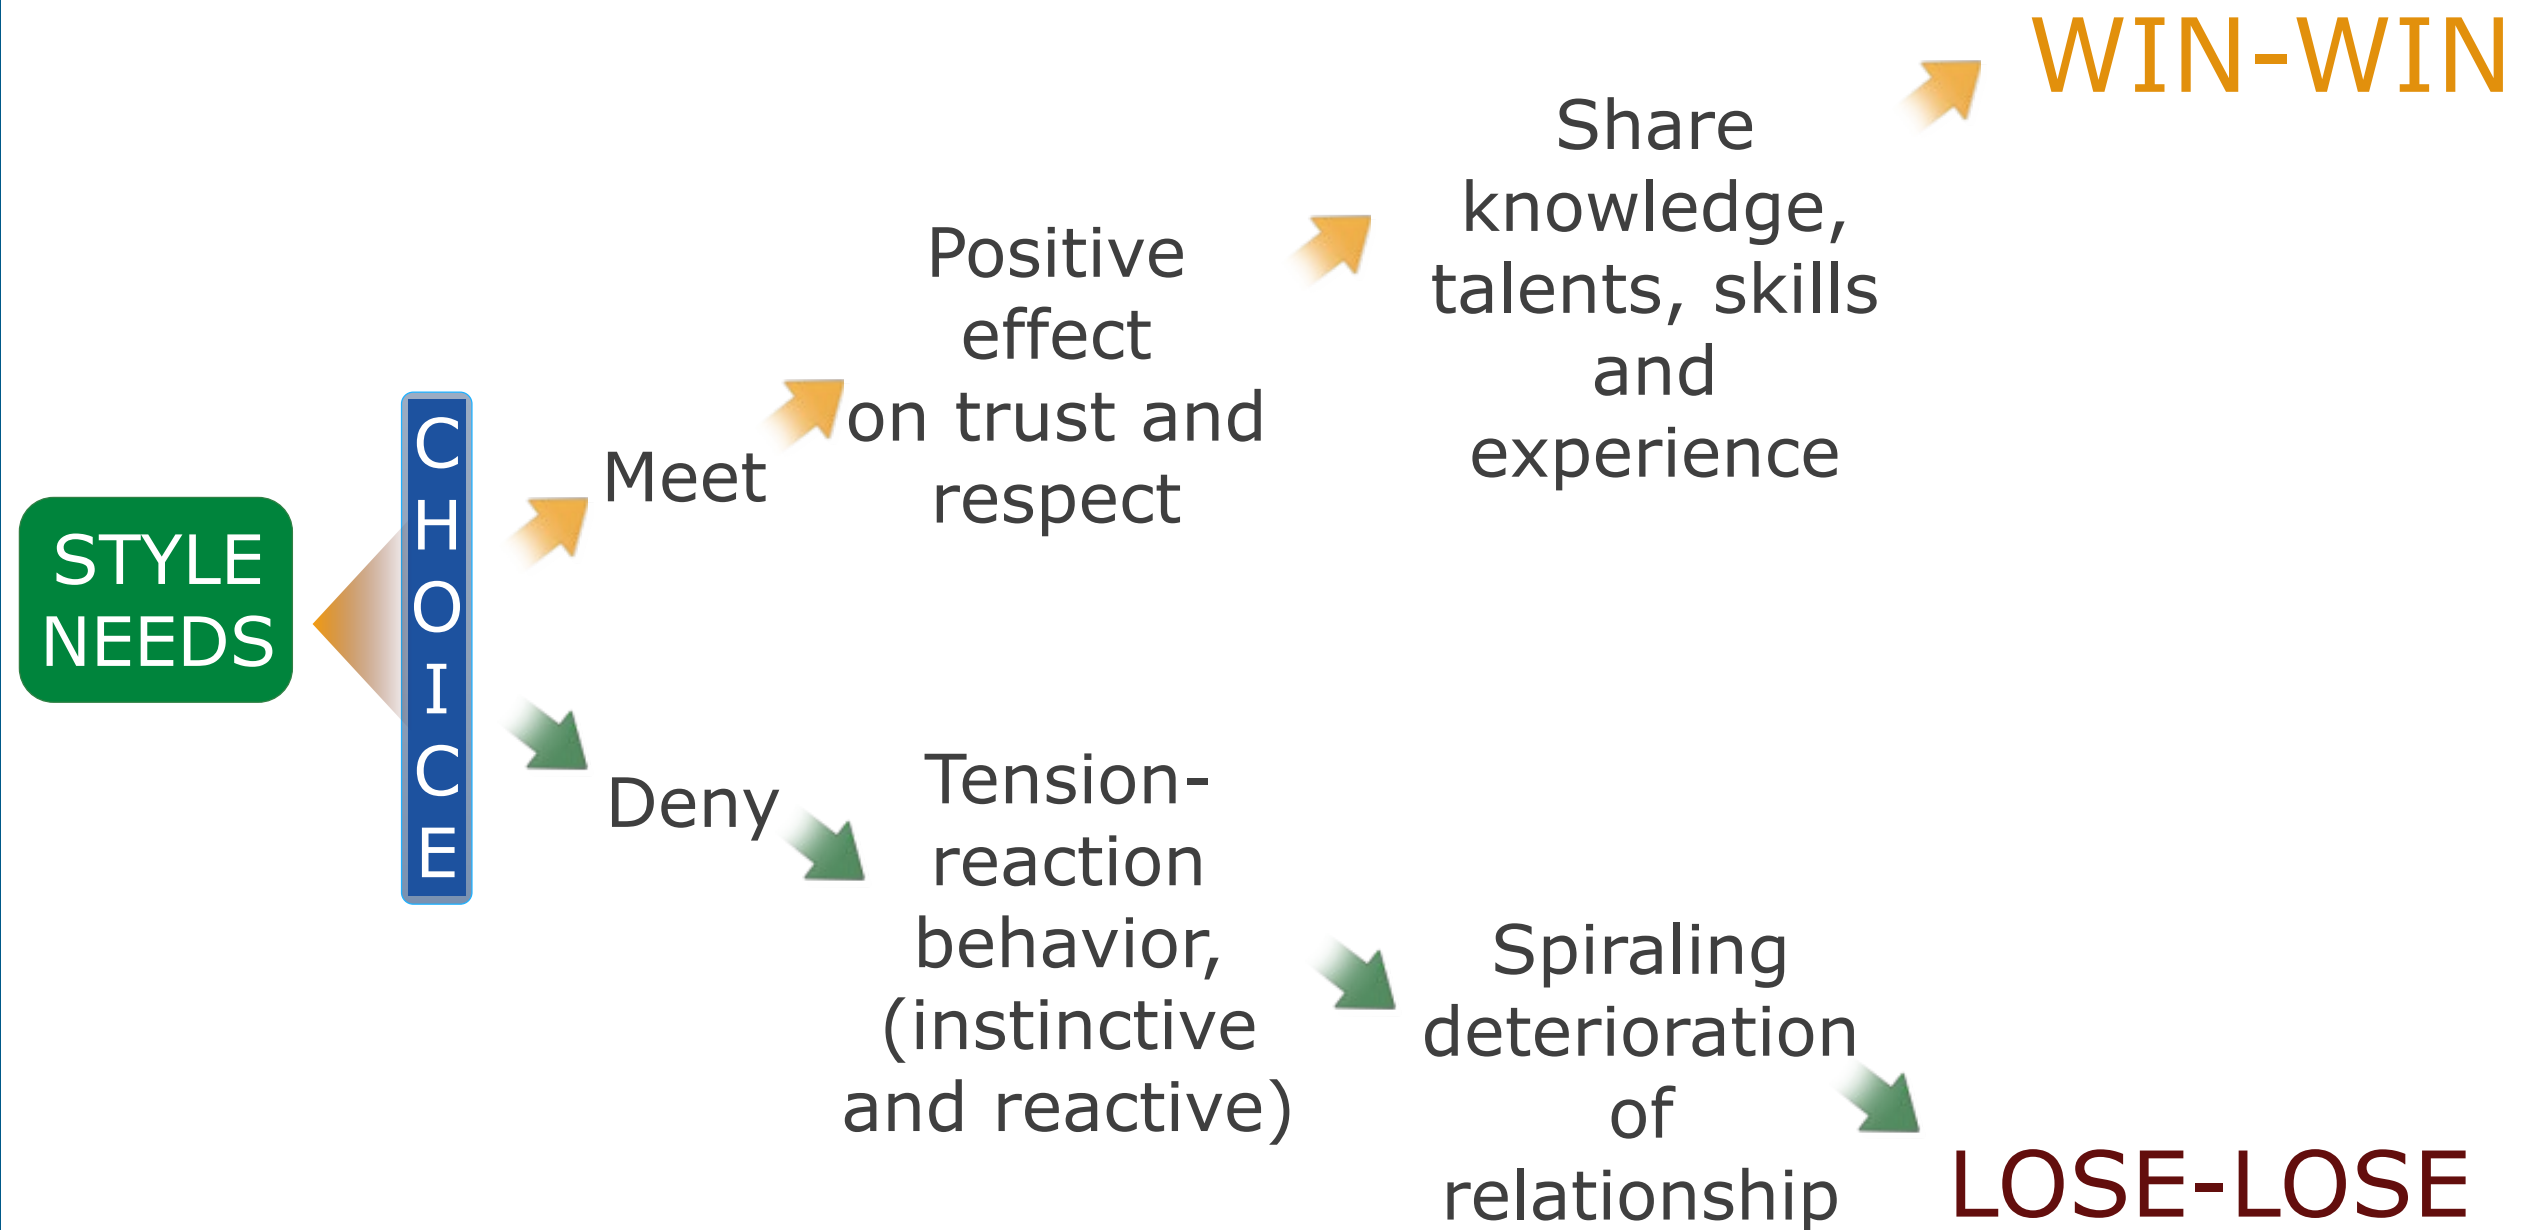 STYLE
NEEDS
C
H
O
I
C
E
Meet
Positive
effect
on trust and
respect
Share
knowledge,
talents, skills
and
experience
WIN-WIN
Deny
Tension-
reaction
behavior,
(instinctive
and reactive)
Spiraling
deterioration
of
relationship
LOSE-LOSE